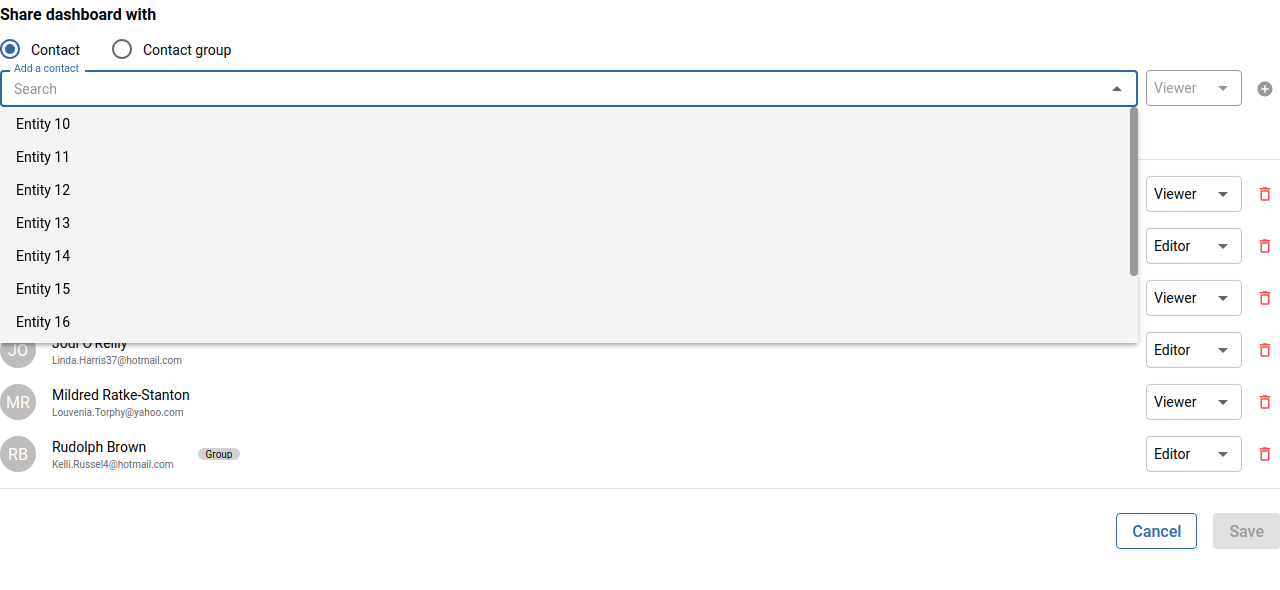 Share dashboard with
Contact
Contact group
Add a contact
Search
Viewer
Entity 10
Entity 11
Entity 12
Entity 13
Entity 14
Entity 15
Entity 16
Viewer
Editor
Viewer
JO
Jodi O'Reilly
Linda.Harris37@hotmail.com
Editor
MR
Mildred Ratke-Stanton
Louvenia.Torphy@yahoo.com
Viewer
RB
Rudolph Brown
Kelli.Russel4@hotmail.com
Group
Editor
Cancel
Save